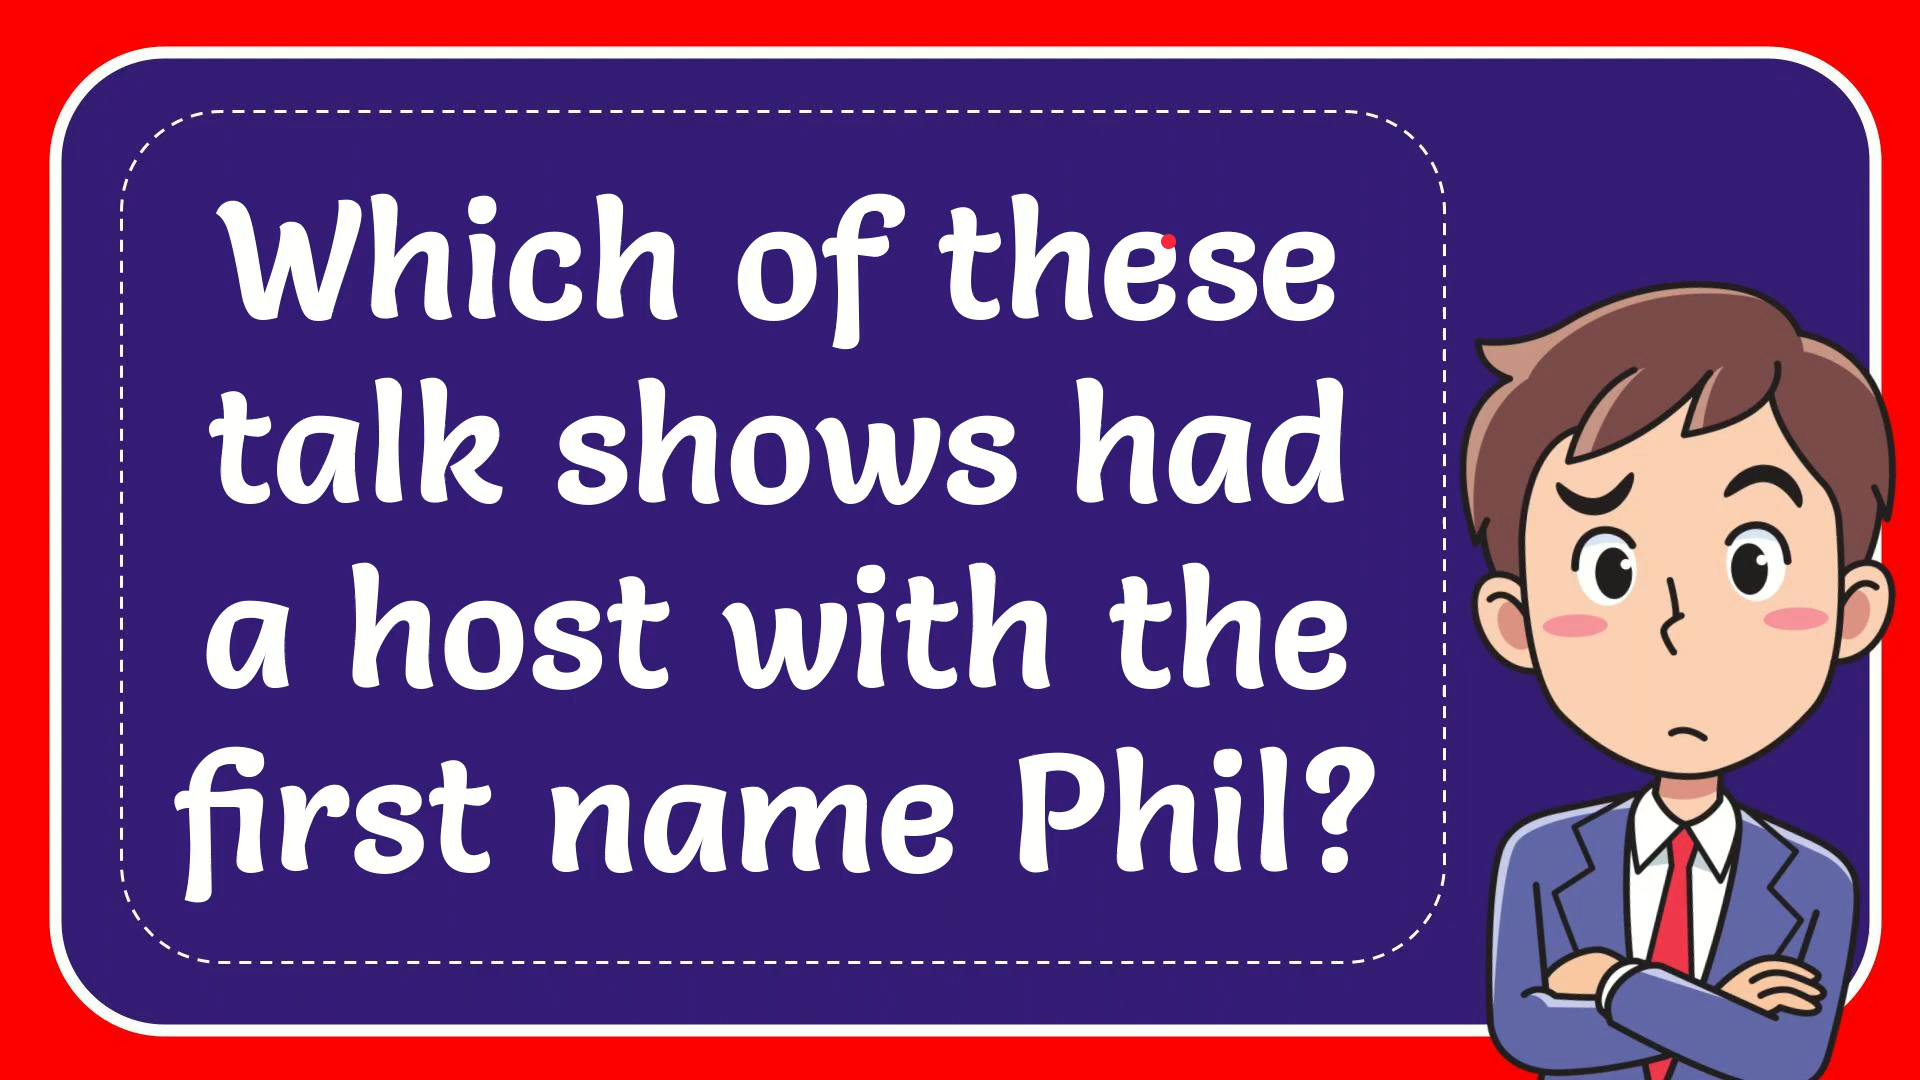 Which of these
talk shows had
a host with the
first name Phil?